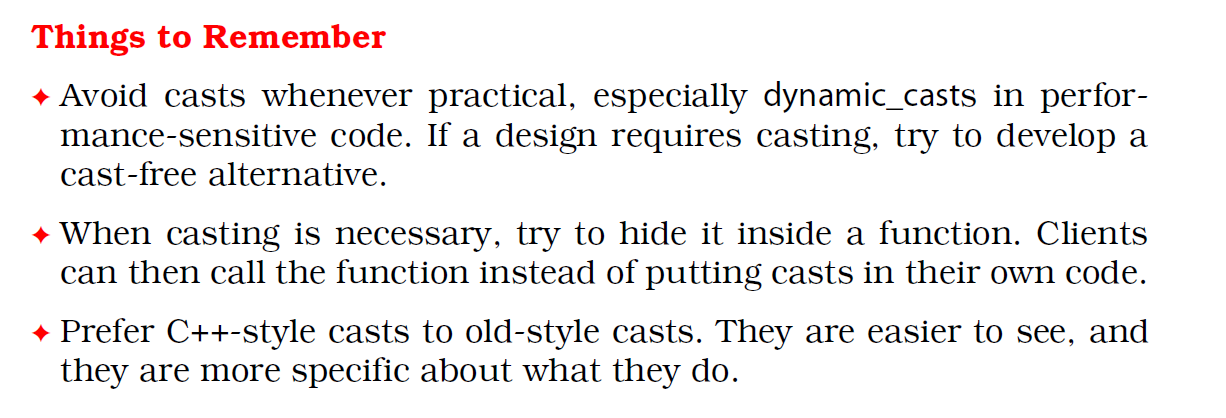 Things to Remember
✦ Avoid casts whenever practical, especially dynamic_casts in perfor-
mance-sensitive code. If a design requires casting, try to develop a
cast-free alternative.
✦ When casting is necessary, try to hide it inside a function. Clients
can then call the function instead of putting casts in their own code.
✦ Prefer C++-style casts to old-style casts. They are easier to see, and
they are more specific about what they do.